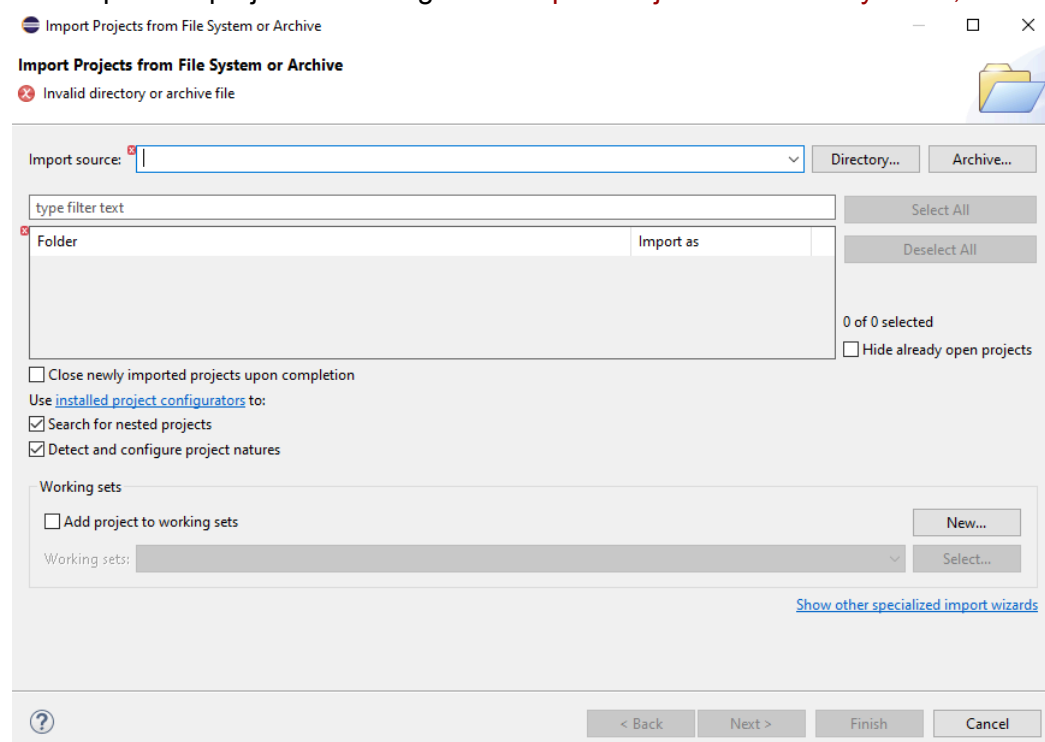 Import Projects from File System or Archive
Import Projects from File System or Archive
Invalid directory or archive file
Import source:
Directory...
Archive...
type filter text
Select All
Folder
Import as
Deselect All
0 of 0 selected
Hide already open projects
Close newly imported projects upon completion
Use installed project configurators to:
Search for nested projects
Detect and configure project natures
Working sets
Add project to working sets
New...
Working sets:
Select...
Show other specialized import wizards
< Back
Next >
Finish
Cancel